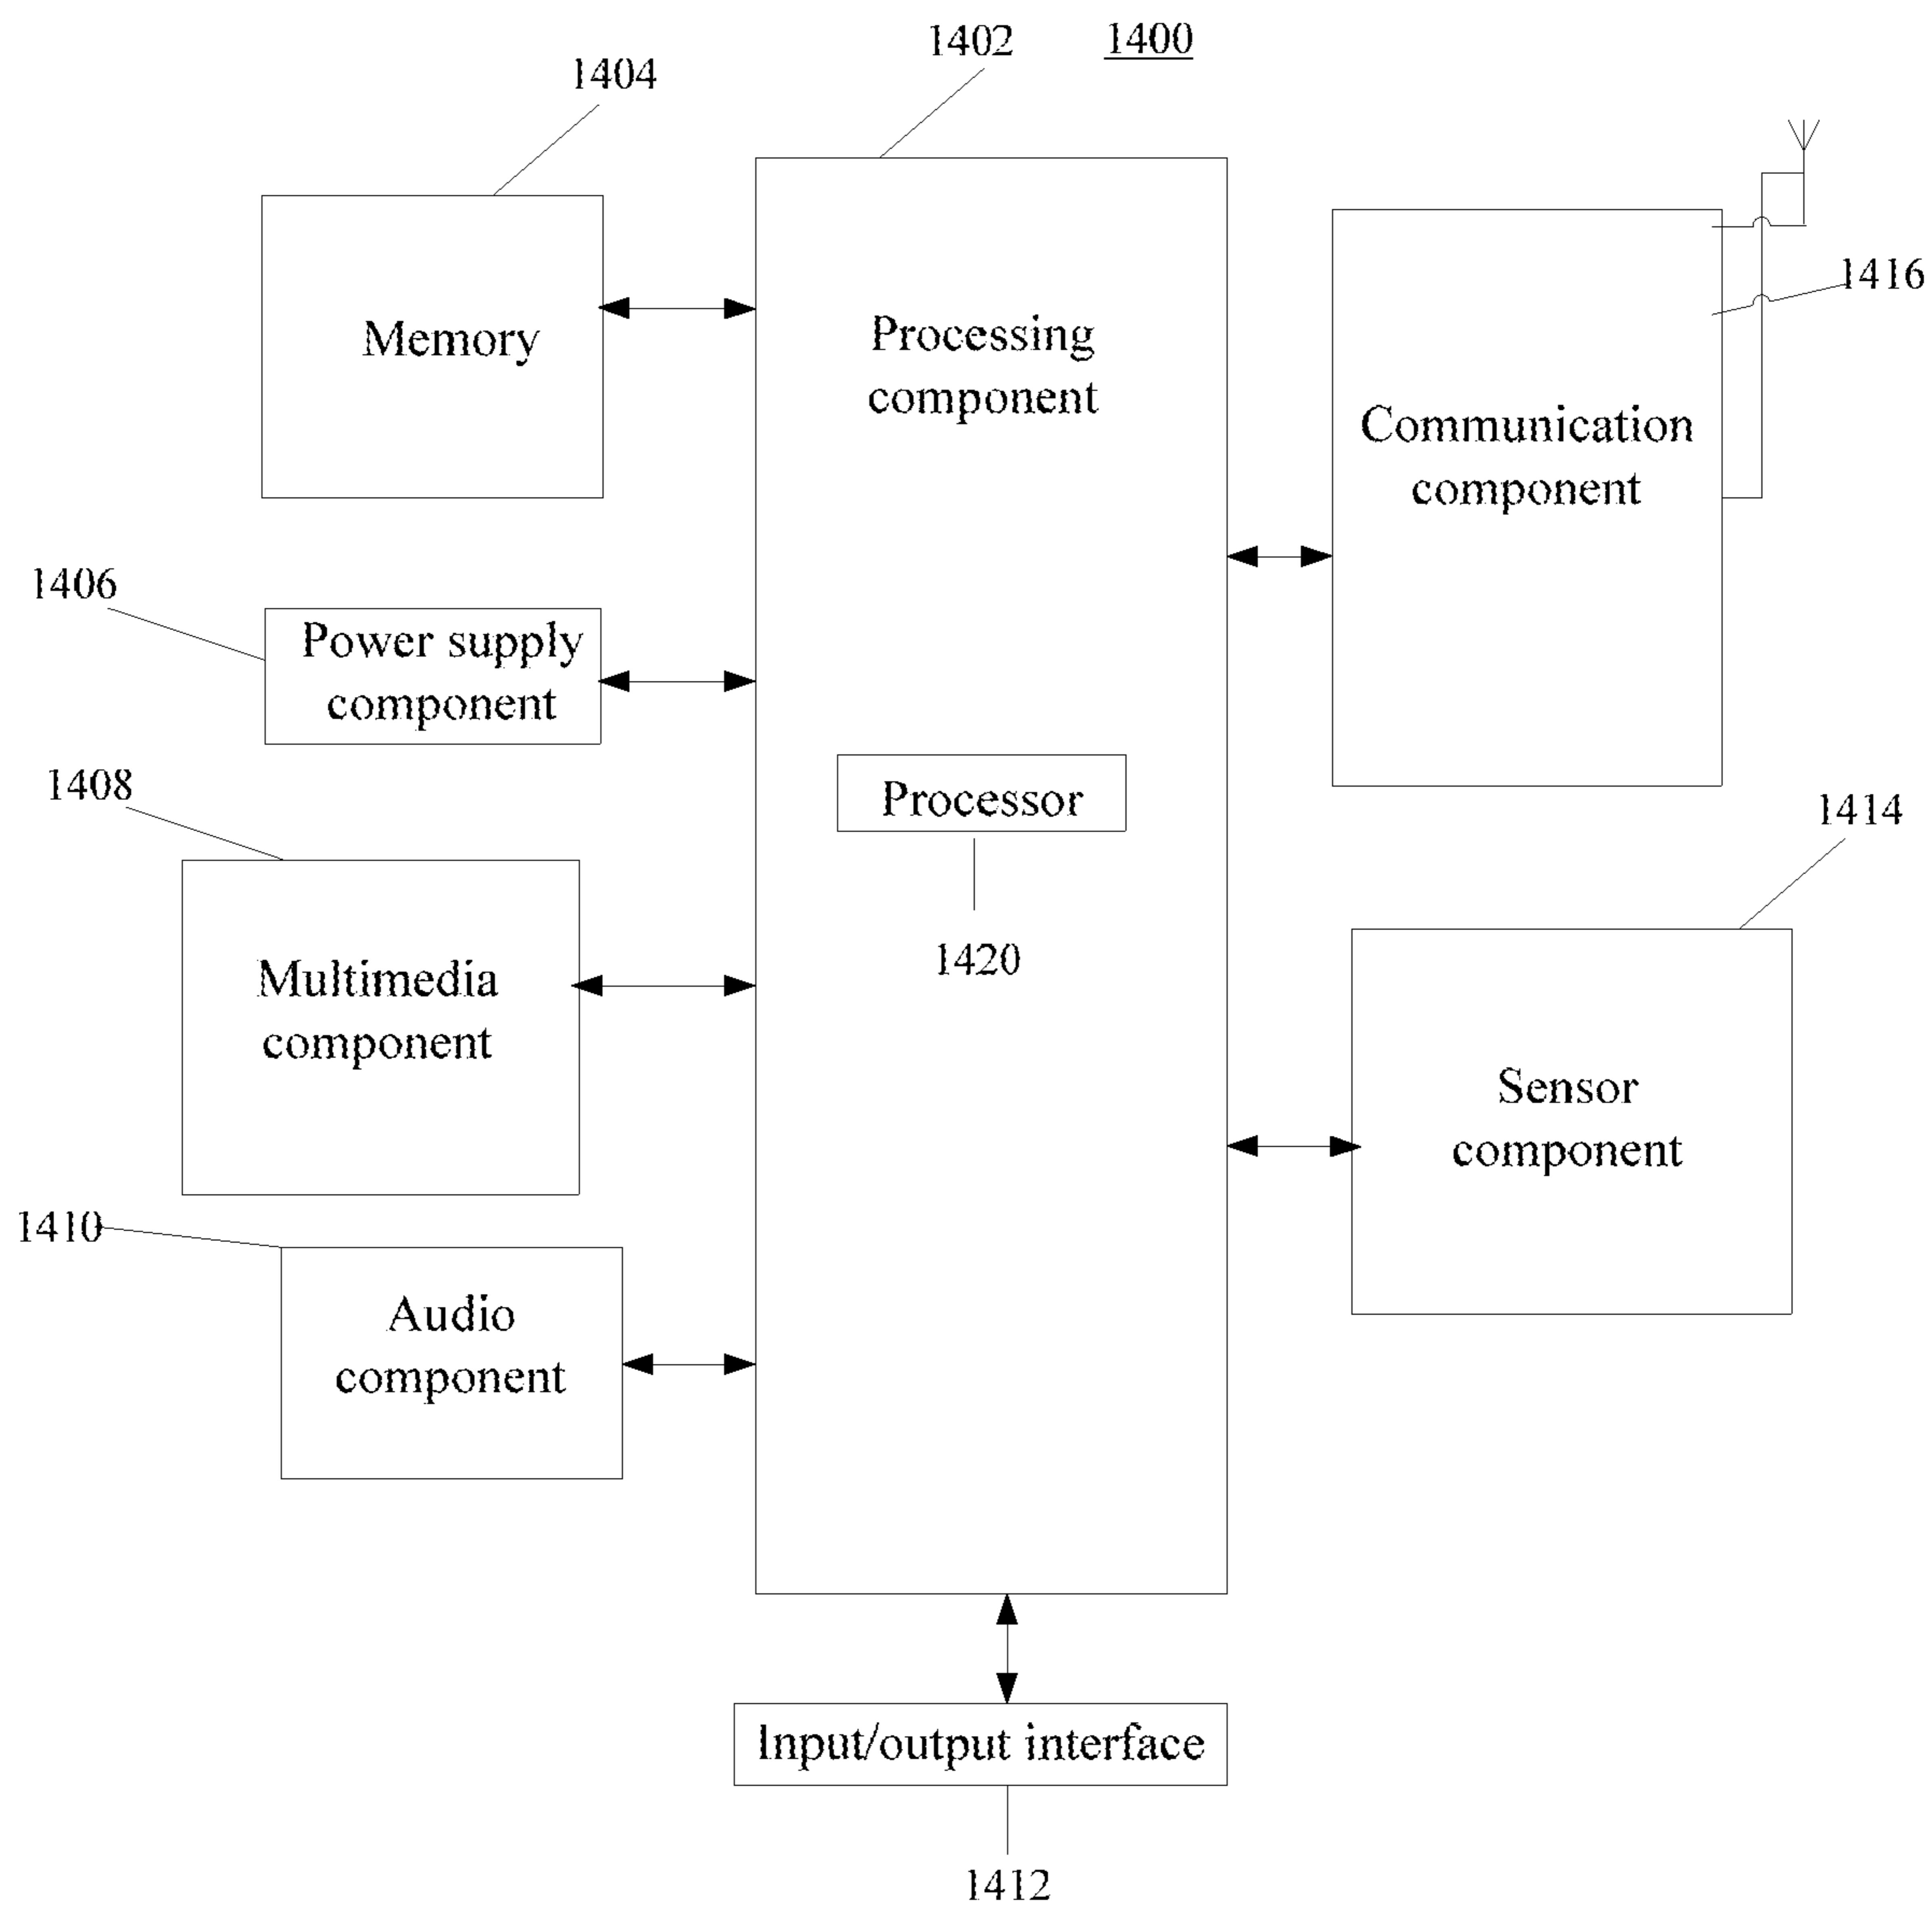 1400
1402
1404
Memory
Processing
component
1416
Communication
component
1406
Power supply
component
1408
Processor
1414
1420
Multimedia
component
Sensor
component
1410
Audio
component
Input/output interface
1412